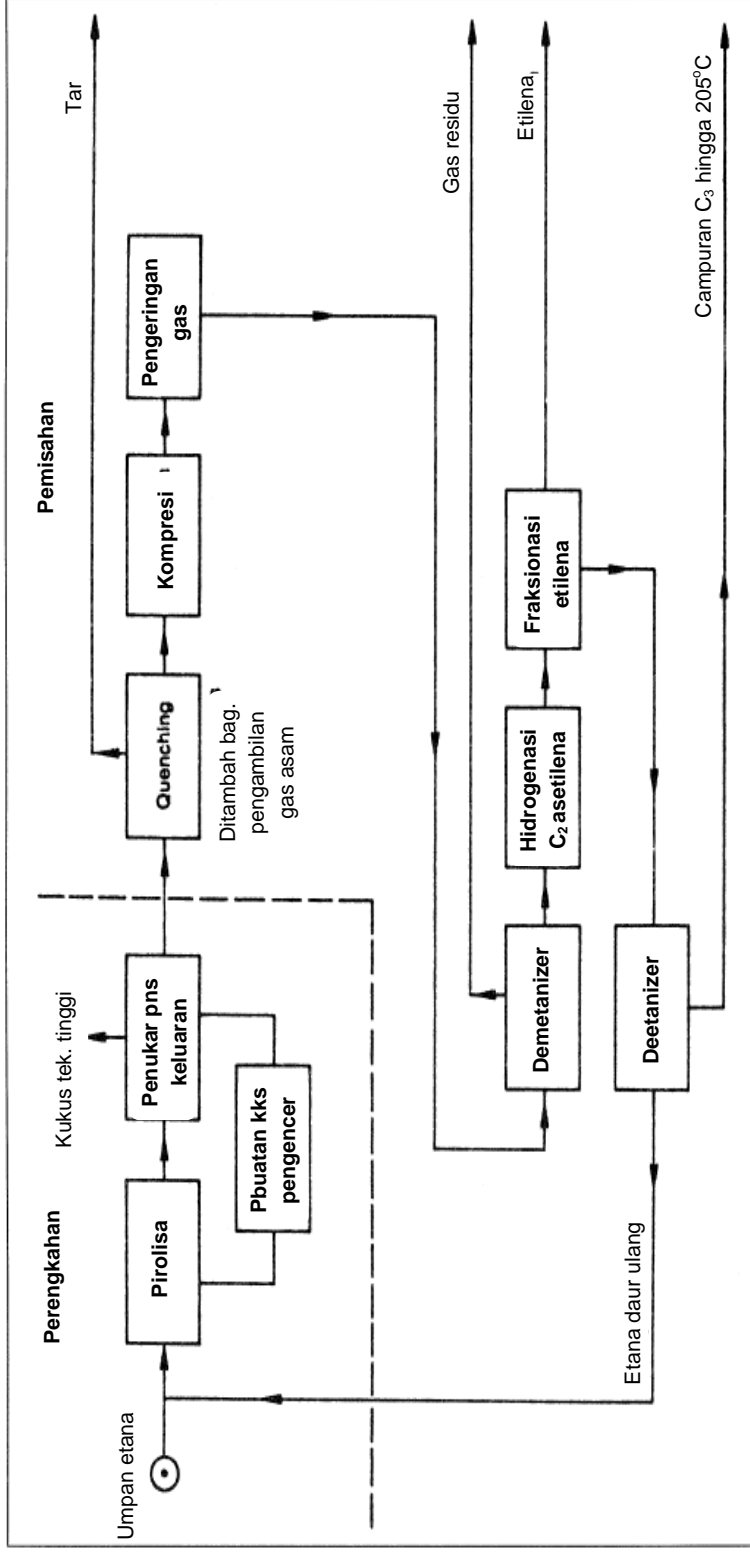 Perengkahan
Pemisahan
Umpan etana
Pirolisa
Pbuatan kks
pengencer
Kukus tek. tinggi
Penukar pns
keluaran
Quenching
Ditambah bag.
pengambilan
gas asam
Tar
Kompresi
Pengeringan
gas
Demetanizer
Gas residu
Hidrogenasi
C₂ asetilena
Fraksionasi
etilena
Etilena
Deetanizer
Etana daur ulang
Campuran C₃ hingga 205°C